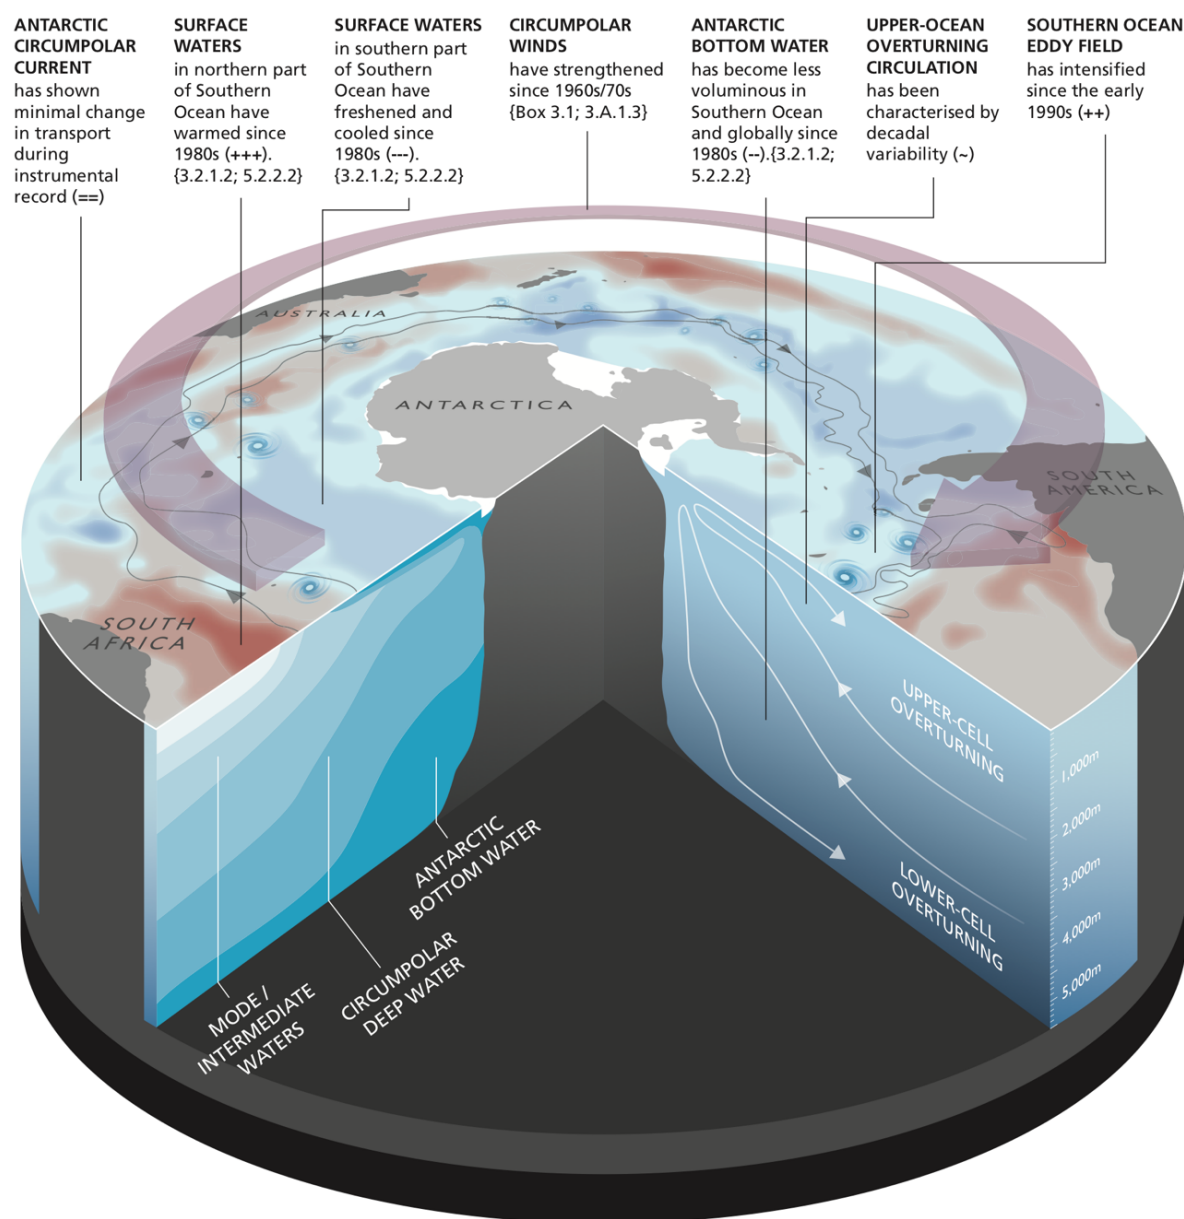 ANTARCTIC
CIRCUMPOLAR
CURRENT
has shown
minimal change
in transport
during
instrumental
record (==)
SURFACE
WATERS
in northern part
of Southern
Ocean have
warmed since
1980s (+++).
{3.2.1.2; 5.2.2.2}
SURFACE WATERS
in southern part
of Southern
Ocean have
freshened and
cooled since
1980s (---).
{3.2.1.2; 5.2.2.2}
CIRCUMPOLAR
WINDS
have strengthened
since 1960s/70s
{Box 3.1; 3.A.1.3}
ANTARCTIC
BOTTOM WATER
has become less
voluminous in
Southern Ocean
and globally since
1980s (--).{3.2.1.2;
5.2.2.2}
UPPER-OCEAN
OVERTURNING
CIRCULATION
has been
characterised by
decadal
variability (~)
SOUTHERN OCEAN
EDDY FIELD
has intensified
since the early
1990s (++)
AUSTRALIA
ANTARCTICA
SOUTH
AMERICA
SOUTH
AFRICA
UPPER-CELL
OVERTURNING
LOWER-CELL
OVERTURNING
1,000m
2,000m
3,000m
4,000m
5,000m
ANTARCTIC
BOTTOM WATER
CIRCUMPOLAR
DEEP WATER
MODE /
INTERMEDIATE
WATERS